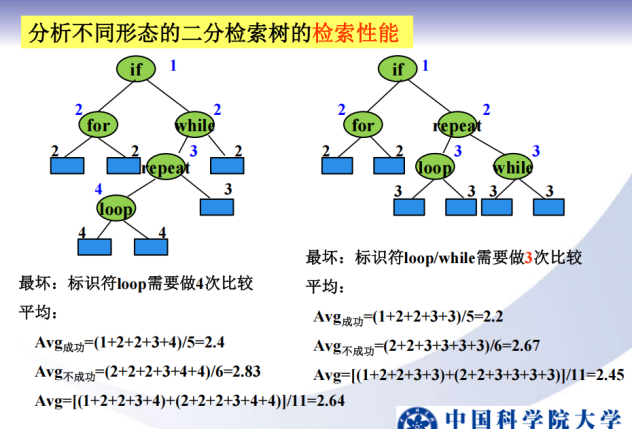 分析不同形态的二分检索树的检索性能
if 1
2 for while 2
2 2 repeat 3 2
4 loop 3
4 4
最坏：标识符loop需要做4次比较
平均：
Avg成功=(1+2+2+3+4)/5=2.4
Avg不成功=(2+2+2+3+4+4)/6=2.83
Avg=[(1+2+2+3+4)+(2+2+2+3+4+4)]/11=2.64
if 1
2 for repeat 2
2 2 loop 3 while 3
3 3 3 3
最坏：标识符loop/while需要做3次比较
平均：
Avg成功=(1+2+2+3+3)/5=2.2
Avg不成功=(2+2+3+3+3+3)/6=2.67
Avg=[(1+2+2+3+3)+(2+2+3+3+3+3)]/11=2.45
中国科学院大学